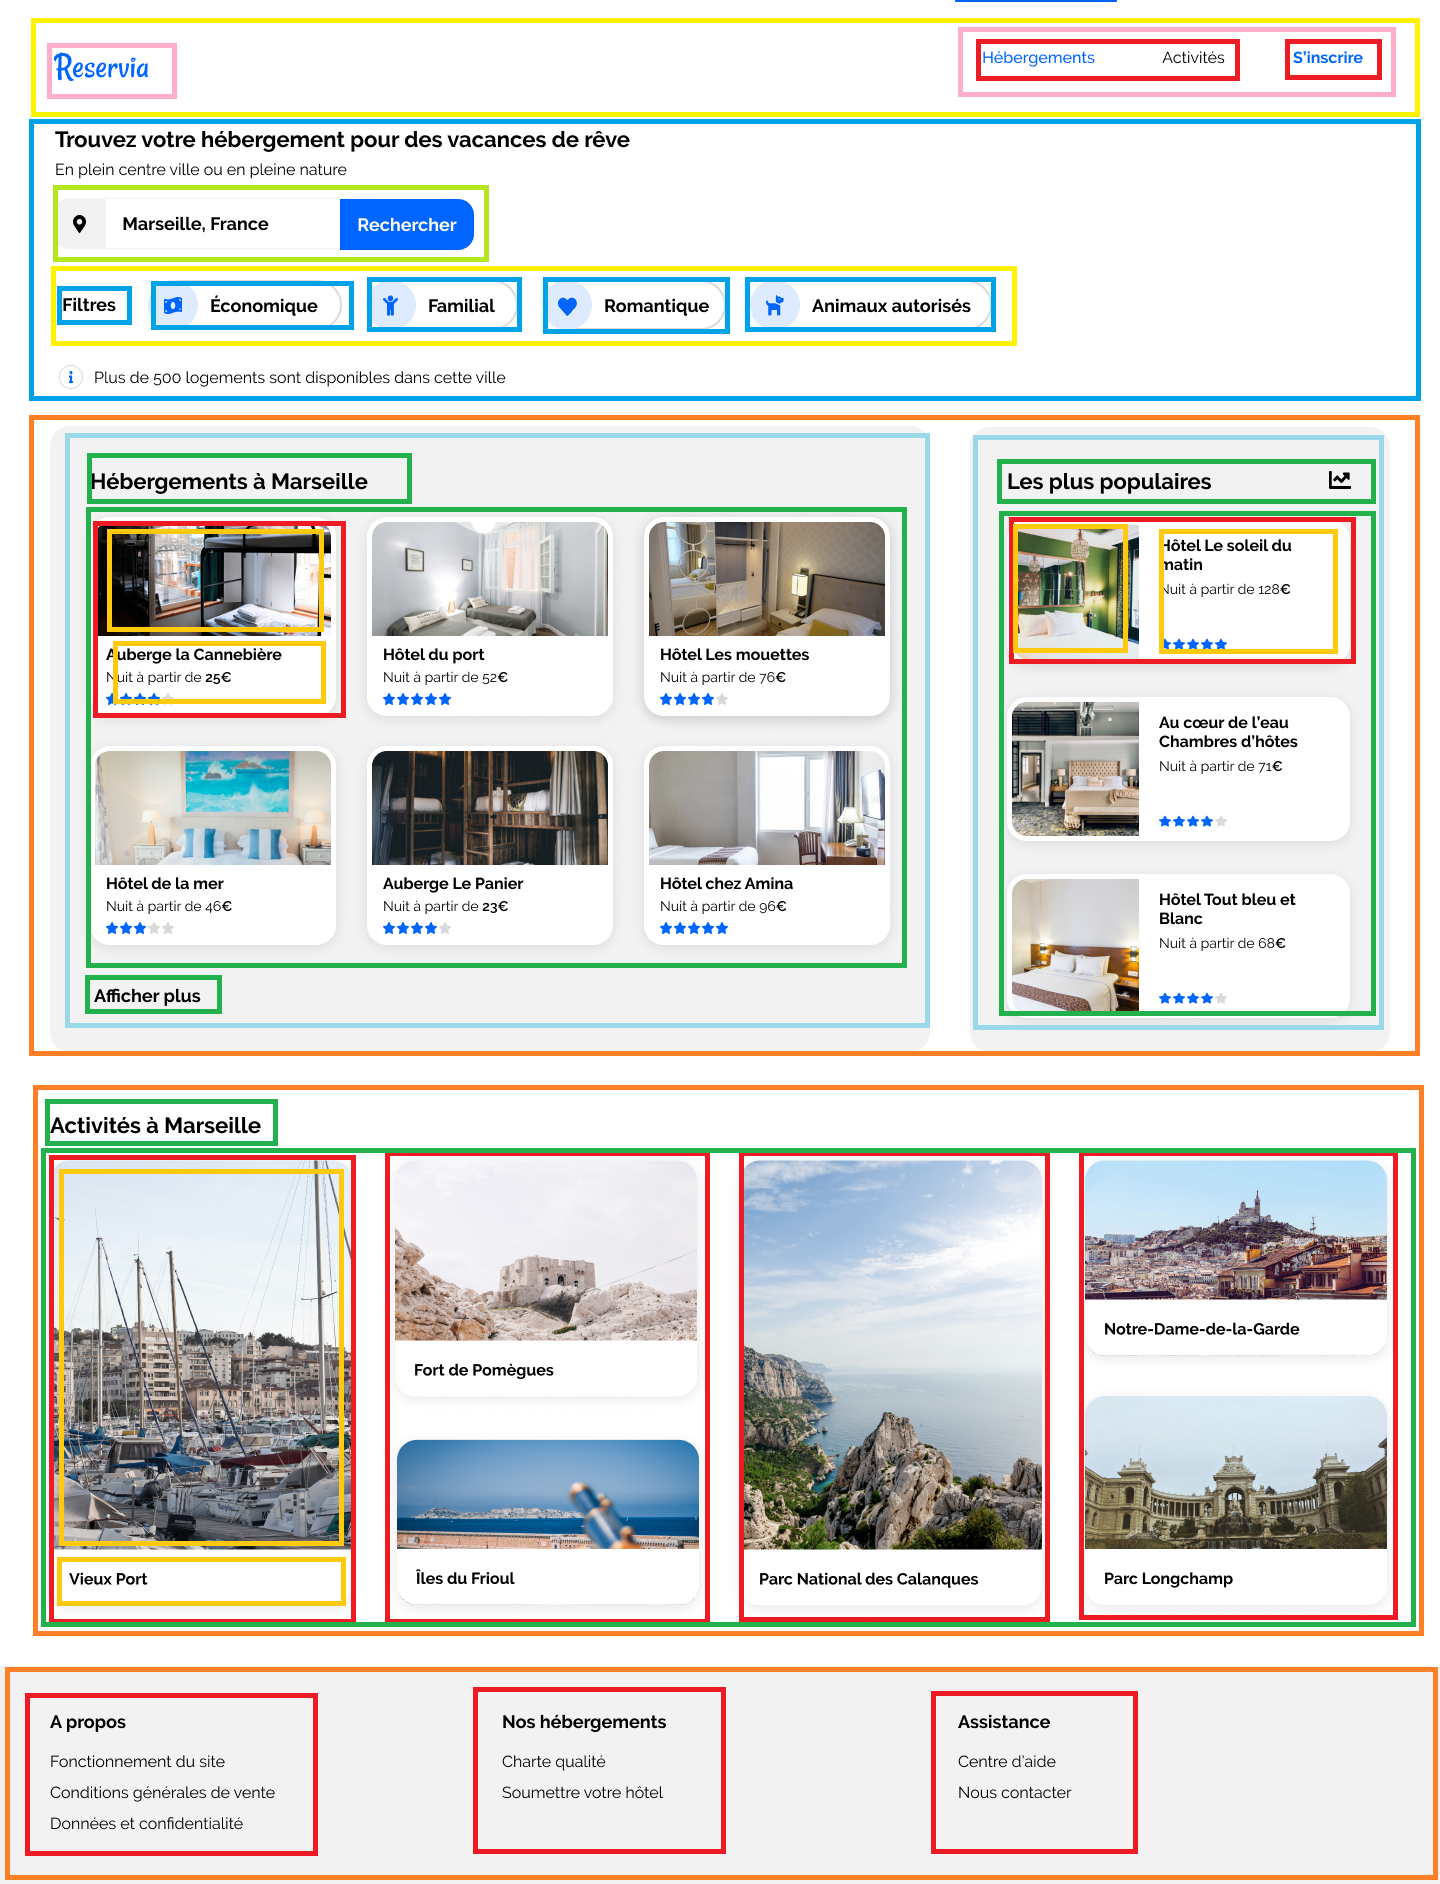 Reservia
Hébergements
Activités
S'inscrire
Trouvez votre hébergement pour des vacances de rêve
En plein centre ville ou en pleine nature
Marseille, France
Rechercher
Filtres
Économique
Familial
Romantique
Animaux autorisés
Plus de 500 logements sont disponibles dans cette ville
Hébergements à Marseille
Auberge la Cannebière
Nuit à partir de 25€
Hôtel du port
Nuit à partir de 52€
Hôtel Les mouettes
Nuit à partir de 76€
Hôtel de la mer
Nuit à partir de 46€
Auberge Le Panier
Nuit à partir de 23€
Hôtel chez Amina
Nuit à partir de 96€
Afficher plus
Les plus populaires
Hôtel Le soleil du
matin
Nuit à partir de 128€
Au cœur de l'eau
Chambres d'hôtes
Nuit à partir de 71€
Hôtel Tout bleu et
Blanc
Nuit à partir de 68€
Activités à Marseille
Vieux Port
Fort de Pomègues
Îles du Frioul
Parc National des Calanques
Notre-Dame-de-la-Garde
Parc Longchamp
A propos
Fonctionnement du site
Conditions générales de vente
Données et confidentialité
Nos hébergements
Charte qualité
Soumettre votre hôtel
Assistance
Centre d'aide
Nous contacter